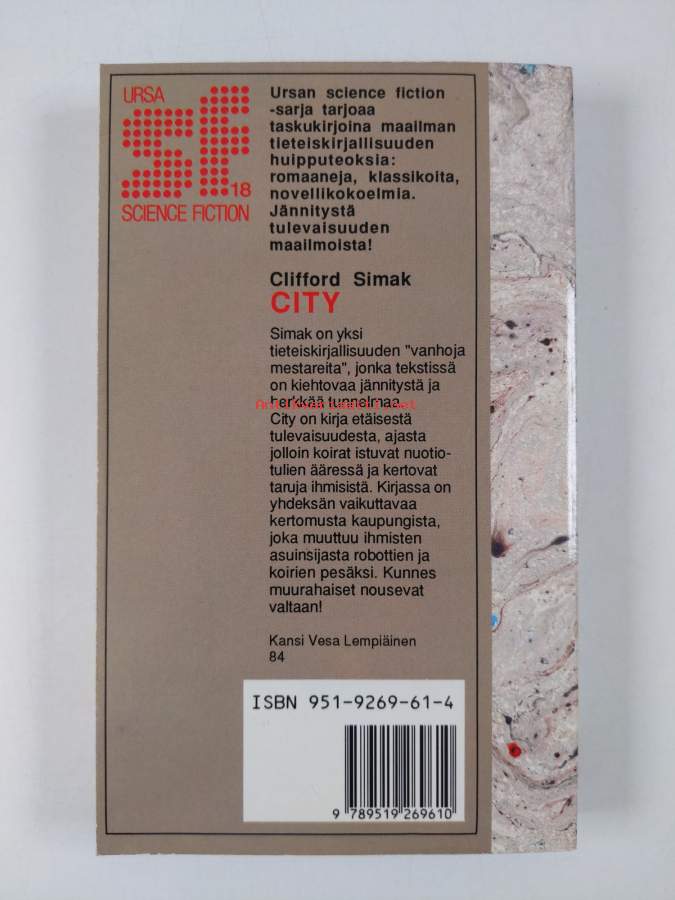 URSA
sf
18
SCIENCE FICTION
Ursan science fiction
-sarja tarjoaa
taskukirjoina maailman
tieteiskirjallisuuden
huipputeoksia:
romaaneja, klassikoita,
novellikokoelmia.
Jännitystä
tulevaisuuden
maailmoista!
Clifford Simak
CITY
Simak on yksi
tieteiskirjallisuuden "vanhoja
mestareita", jonka tekstissä
on kiehtovaa jännitystä ja
herkkää tunnelmaa.
Antikvariaatti.net
City on kirja etäisestä
tulevaisuudesta, ajasta
jolloin koirat istuvat nuotio-
tulien ääressä ja kertovat
taruja ihmisistä. Kirjassa on
yhdeksän vaikuttavaa
kertomusta kaupungista,
joka muuttuu ihmisten
asuinsijasta robottien ja
koirien pesäksi. Kunnes
muurahaiset nousevat
valtaan!
Kansi Vesa Lempiäinen
84
ISBN 951-9269-61-4
9 789519 269610